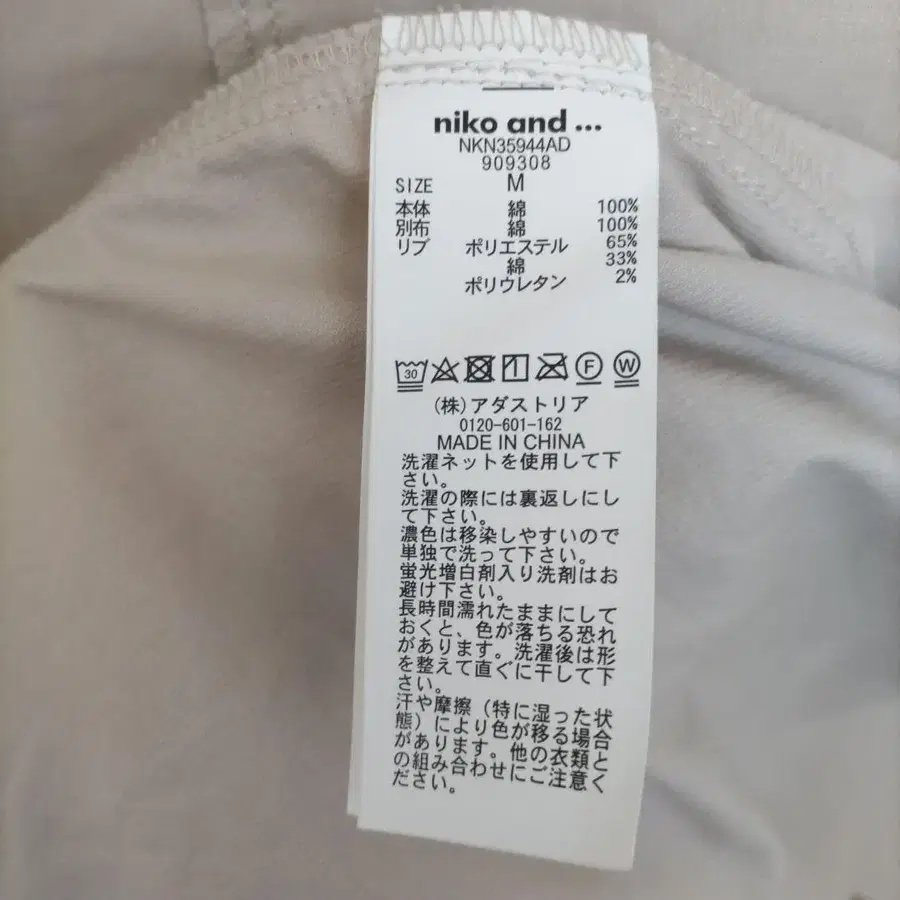 niko and ...
NKN35944AD
909308
SIZE M
本体 綿 100%
別布 綿 100%
リブ ポリエステル 65%
綿 33%
ポリウレタン 2%
30 F W
(株)アダストリア
0120-601-162
MADE IN CHINA
洗濯ネットを使用して下
さい。
洗濯の際には裏返しにし
て下さい。
濃色は移染しやすいので
単独で洗って下さい。
蛍光増白剤入り洗剤はお
避け下さい。
長時間濡れたままにして
おくと、色が落ちる恐れ
があります。洗濯後は形
を整えて直ぐに干して下
さい。
汗や摩擦（特に湿った状
態）により色が移る場合
があります。他の衣類と
の組み合わせにご注意く
ださい。